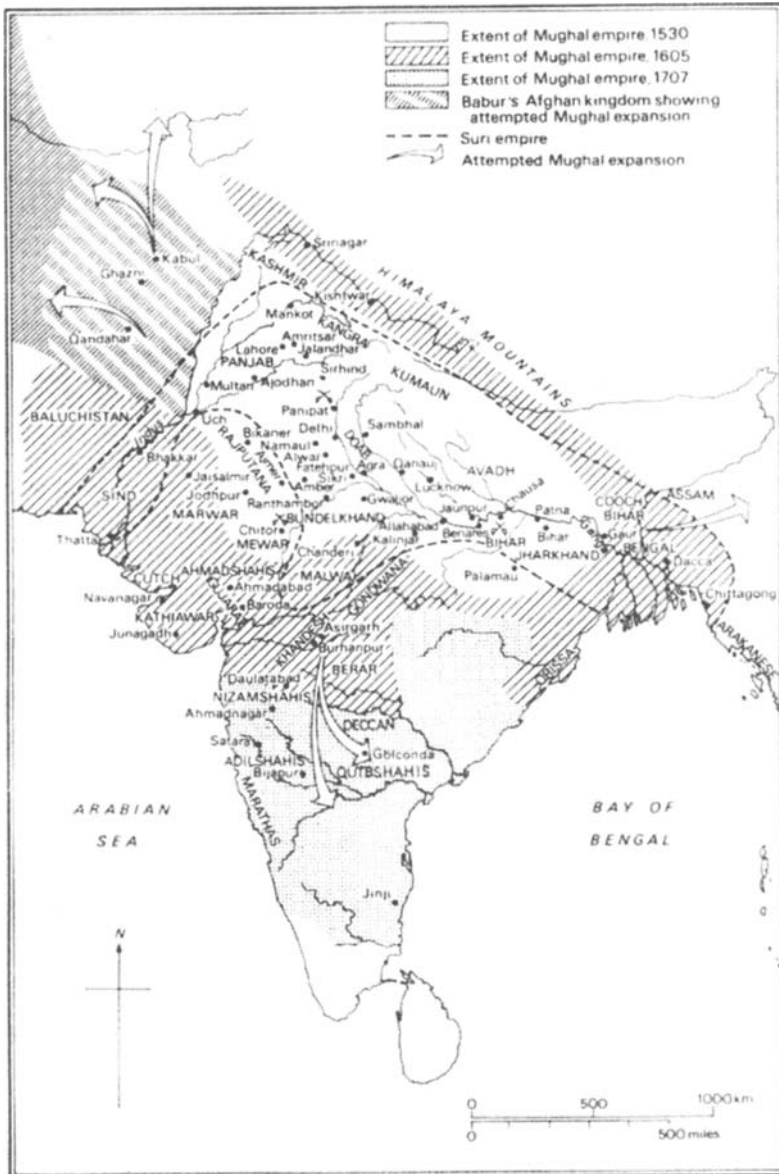 Extent of Mughal empire, 1530
Extent of Mughal empire, 1605
Extent of Mughal empire, 1707
Babur's Afghan kingdom showing
attempted Mughal expansion
Suri empire
Attempted Mughal expansion
Srinagar
Kabul
Ghazni
KASHMIR
HIMALAYA MOUNTAINS
Kishtwar
Mankot
Qandahar
KANGRA
Amritsar
Lahore
Jalandhar
PANJAB
Sirhind
KUMAUN
Multan
Ajodhan
BALUCHISTAN
Uch
Panipat
Indus
RAJPUTANA
Bikaner
Delhi
Sambhal
Bhakkar
DOAB
Alwar
Ajmer
Fatehpur
Sikri
Agra
AVADH
Jaisalmir
Amber
Lucknow
SIND
Jodhpur
Ranthambor
Gwalior
Jaunpur
Chausa
Patna
COOCH
BIHAR
ASSAM
MARWAR
BUNDELKHAND
Allahabad
Benares
BIHAR
Bihar
Gaur
Thatta
Chitor
MEWAR
Kalinjar
JHARKHAND
BENGAL
Dacca
Chanderi
CUTCH
AHMADSHAHIS
MALWA
GONDWANA
Palamau
Chittagong
Navanagar
Ahmadabad
KATHIAWAR
Baroda
ARAKANESE
Junagadh
KHANDESH
Asirgarh
Burhanpur
BERAR
ORISSA
Daulatabad
NIZAMSHAHIS
Ahmadnagar
DECCAN
Satara
Golconda
ADILSHAHIS
Bijapur
QUTBSHAHIS
MARATHAS
ARABIAN
SEA
BAY OF
BENGAL
Jinji
N
0 500 1000 km
0 500 miles